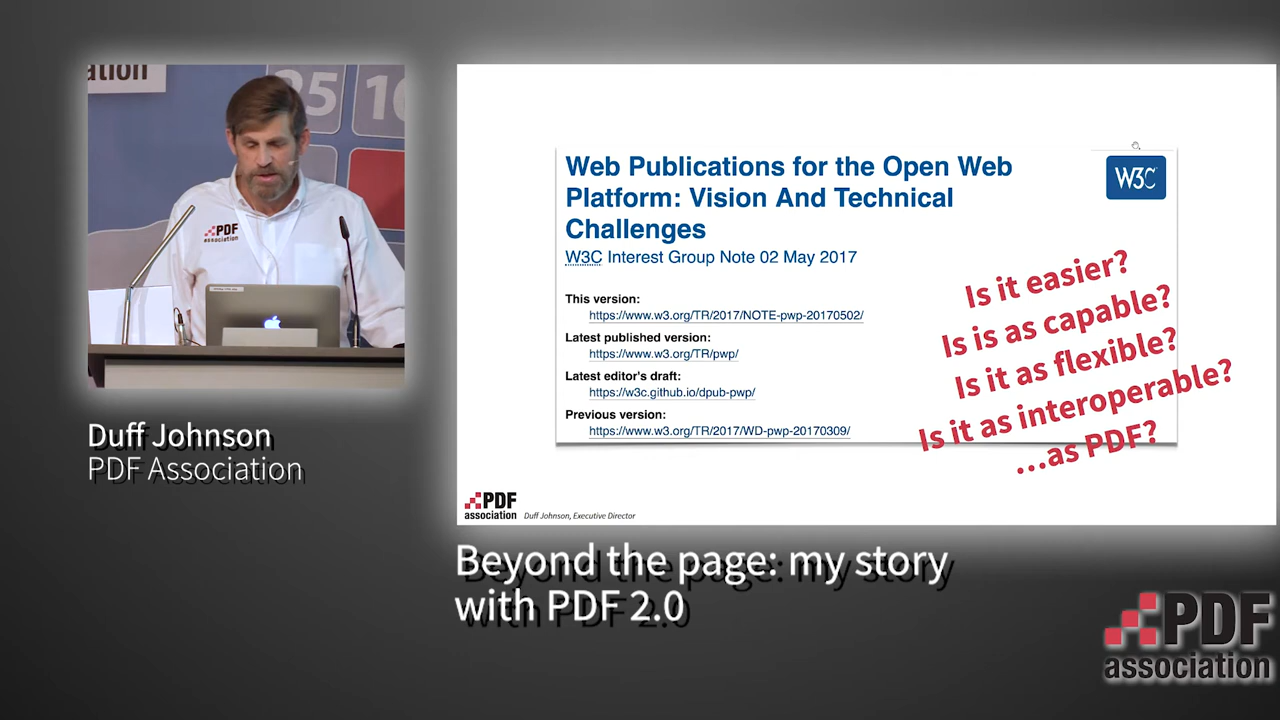 ation
25
10
PDF
association
Duff Johnson
PDF Association
Web Publications for the Open Web
Platform: Vision And Technical
Challenges
W3C Interest Group Note 02 May 2017
W3C
This version:
https://www.w3.org/TR/2017/NOTE-pwp-20170502/
Latest published version:
https://www.w3.org/TR/pwp/
Latest editor's draft:
https://w3c.github.io/dpub-pwp/
Previous version:
https://www.w3.org/TR/2017/WD-pwp-20170309/
Is it easier?
Is is as capable?
Is it as flexible?
Is it as interoperable?
...as PDF?
PDF
association
Duff Johnson, Executive Director
Beyond the page: my story
with PDF 2.0
PDF
association